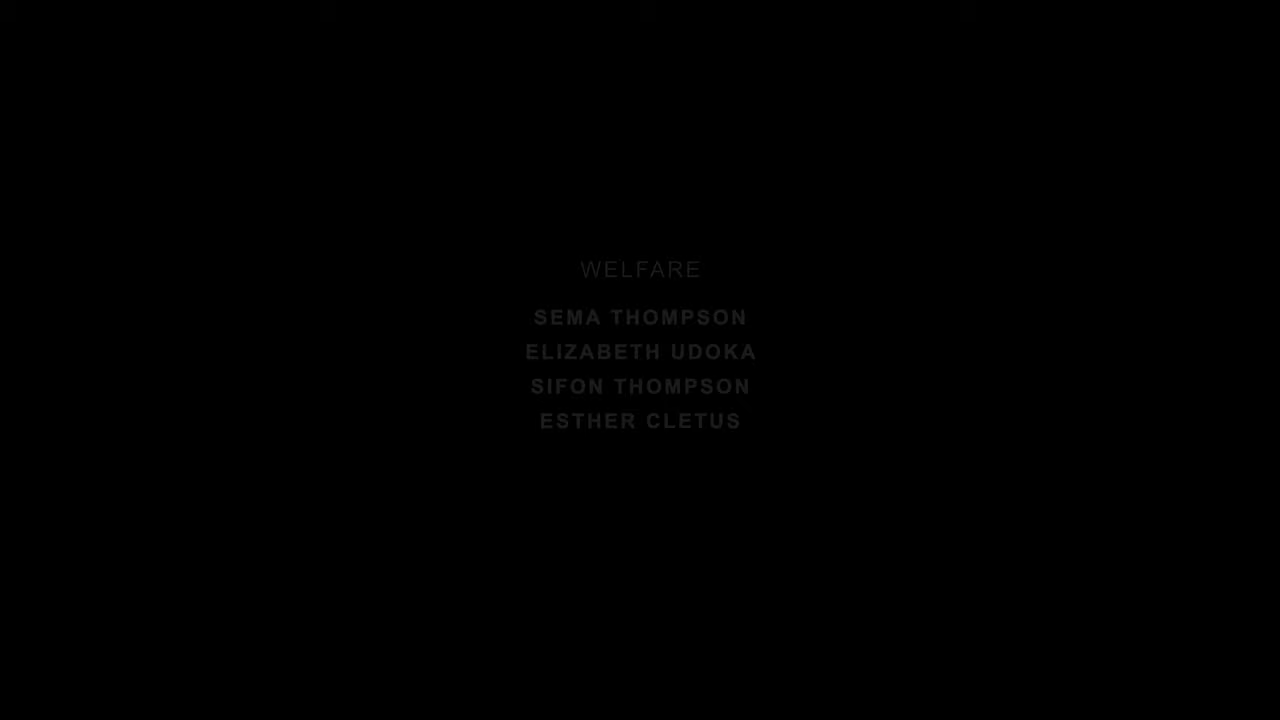 WELFARE
SEMA THOMPSON
ELIZABETH UDOKA
SIFON THOMPSON
ESTHER CLETUS